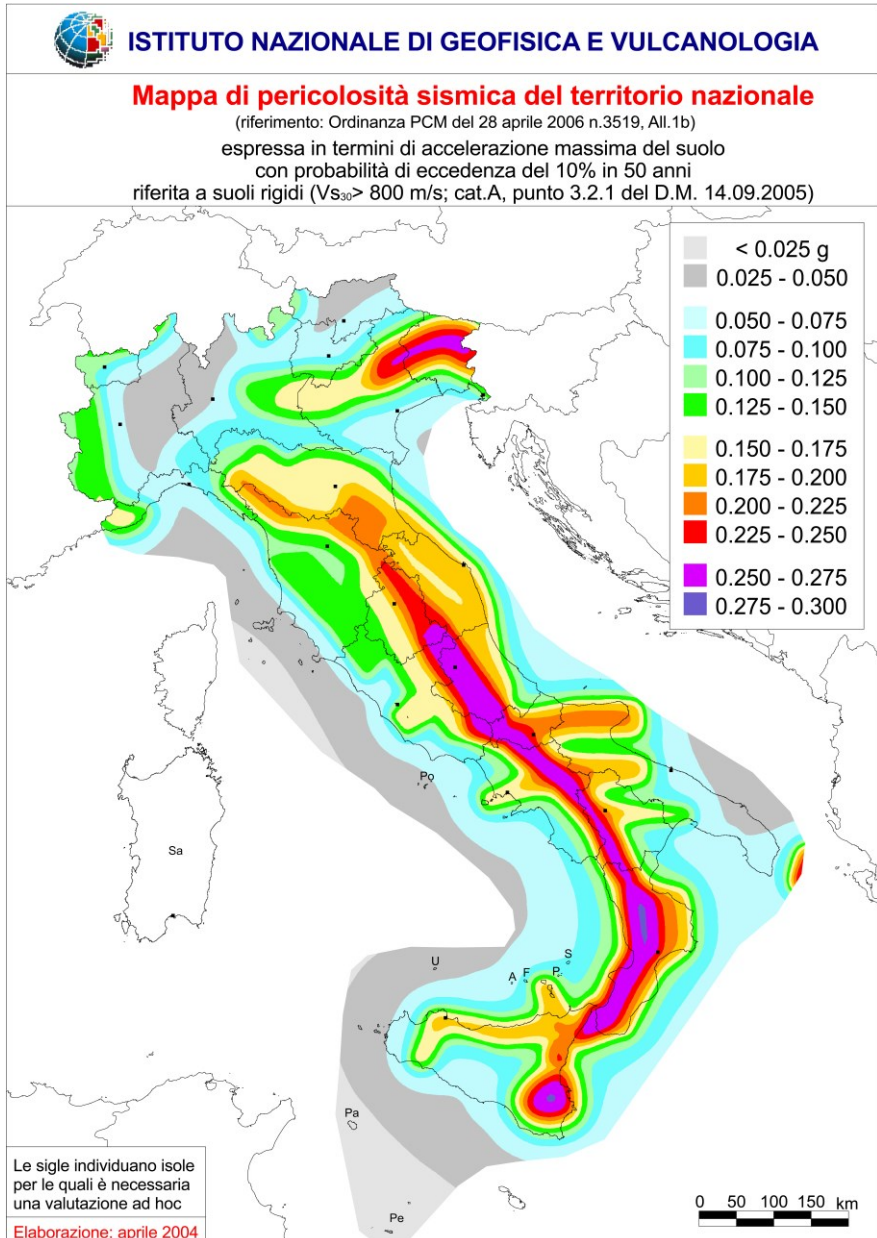 ISTITUTO NAZIONALE DI GEOFISICA E VULCANOLOGIA
Mappa di pericolosità sismica del territorio nazionale
(riferimento: Ordinanza PCM del 28 aprile 2006 n.3519, All.1b)
espressa in termini di accelerazione massima del suolo
con probabilità di eccedenza del 10% in 50 anni
riferita a suoli rigidi (Vs₃₀> 800 m/s; cat.A, punto 3.2.1 del D.M. 14.09.2005)
< 0.025 g
0.025 - 0.050
0.050 - 0.075
0.075 - 0.100
0.100 - 0.125
0.125 - 0.150
0.150 - 0.175
0.175 - 0.200
0.200 - 0.225
0.225 - 0.250
0.250 - 0.275
0.275 - 0.300
Po
Sa
U
A
F
P
S
Pa
Pe
Le sigle individuano isole
per le quali è necessaria
una valutazione ad hoc
Elaborazione: aprile 2004
0 50 100 150 km